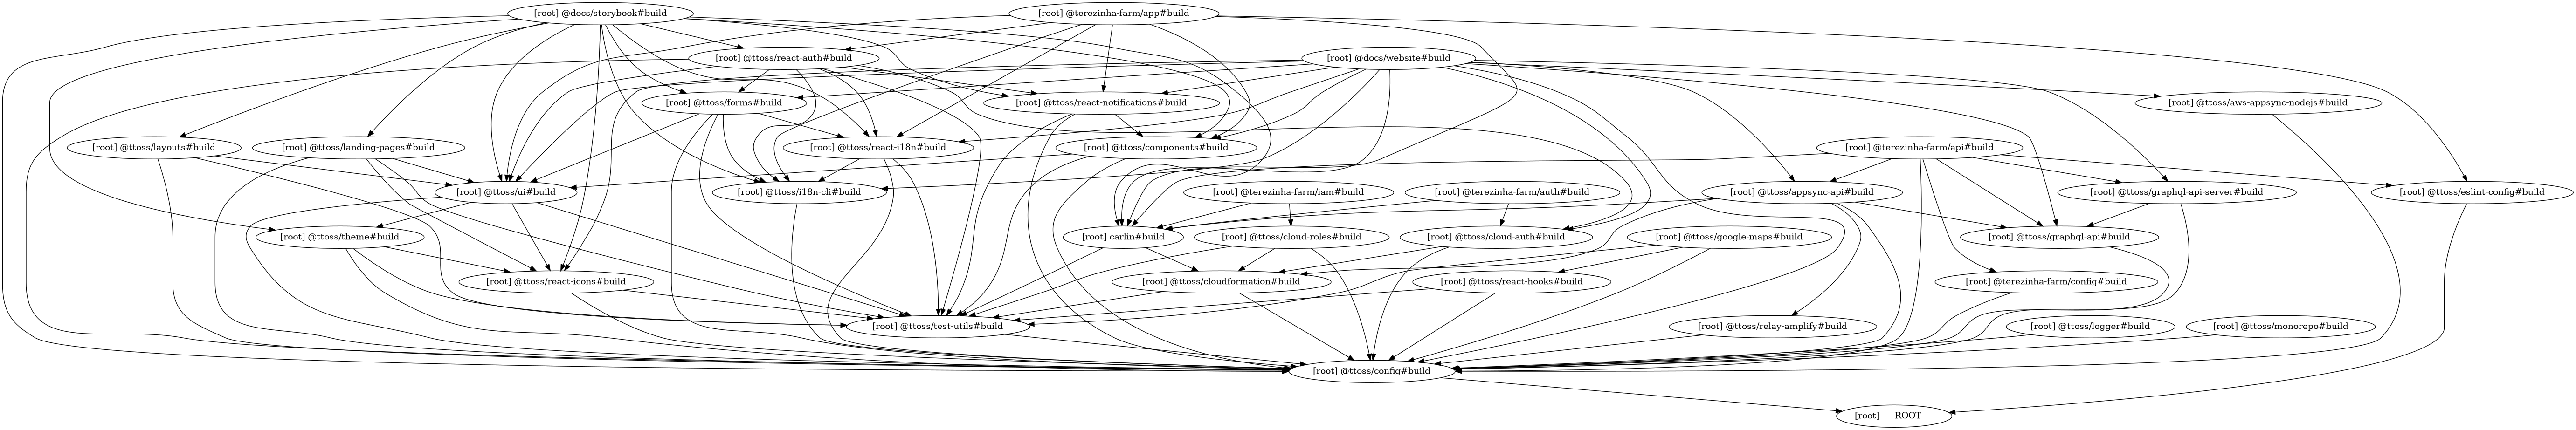 [root] @docs/storybook#build
[root] @terezinha-farm/app#build
[root] @ttoss/react-auth#build
[root] @docs/website#build
[root] @ttoss/forms#build
[root] @ttoss/react-notifications#build
[root] @ttoss/aws-appsync-nodejs#build
[root] @ttoss/layouts#build
[root] @ttoss/landing-pages#build
[root] @ttoss/react-i18n#build
[root] @ttoss/components#build
[root] @terezinha-farm/api#build
[root] @ttoss/ui#build
[root] @ttoss/i18n-cli#build
[root] @terezinha-farm/iam#build
[root] @terezinha-farm/auth#build
[root] @ttoss/appsync-api#build
[root] @ttoss/graphql-api-server#build
[root] @ttoss/eslint-config#build
[root] @ttoss/theme#build
[root] carlin#build
[root] @ttoss/cloud-roles#build
[root] @ttoss/cloud-auth#build
[root] @ttoss/google-maps#build
[root] @ttoss/graphql-api#build
[root] @ttoss/react-icons#build
[root] @ttoss/cloudformation#build
[root] @ttoss/react-hooks#build
[root] @terezinha-farm/config#build
[root] @ttoss/test-utils#build
[root] @ttoss/relay-amplify#build
[root] @ttoss/logger#build
[root] @ttoss/monorepo#build
[root] @ttoss/config#build
[root] ___ROOT___